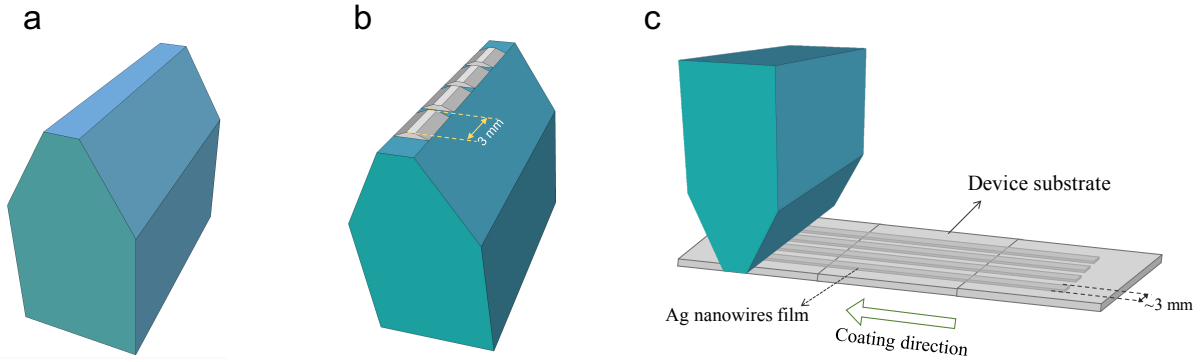 a
b
c
3 mm
Device substrate
Ag nanowires film
Coating direction
~3 mm